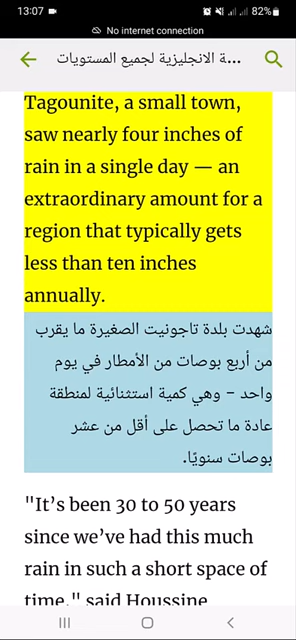 13:07
82%
No internet connection
ة الانجليزية لجميع المستويات...
Tagounite, a small town,
saw nearly four inches of
rain in a single day — an
extraordinary amount for a
region that typically gets
less than ten inches
annually.
شهدت بلدة تاجونيت الصغيرة ما يقرب
من أربع بوصات من الأمطار في يوم
واحد – وهي كمية استثنائية لمنطقة
عادة ما تحصل على أقل من عشر
بوصات سنويًا.
"It's been 30 to 50 years
since we've had this much
rain in such a short space of
time," said Houssine